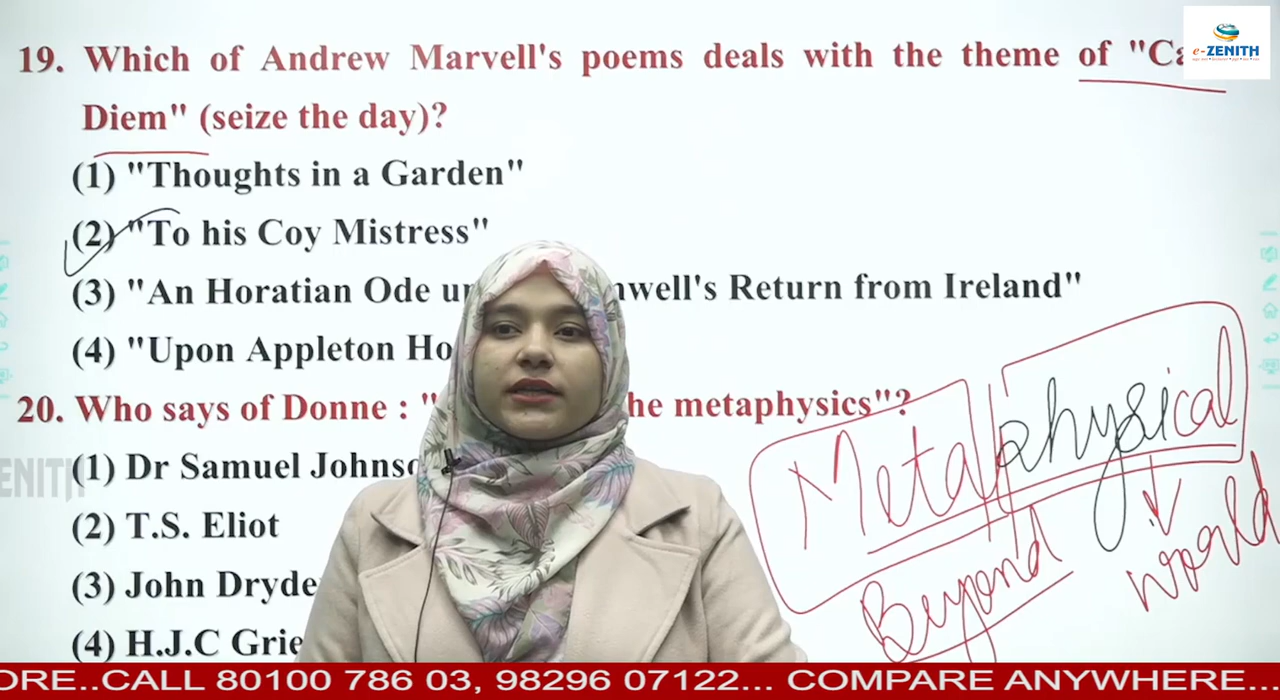 e-ZENITH
19. Which of Andrew Marvell's poems deals with the theme of "Ca
Diem" (seize the day)?
(1) "Thoughts in a Garden"
(2) "To his Coy Mistress"
(3) "An Horatian Ode u nwell's Return from Ireland"
(4) "Upon Appleton Ho
20. Who says of Donne : " he metaphysics"?
(1) Dr Samuel Johnso
(2) T.S. Eliot
(3) John Dryde
(4) H.J.C Grie
Metaphysical
Beyond
World
ENITH
ORE..CALL 80100 786 03, 98296 07122... COMPARE ANYWHERE...